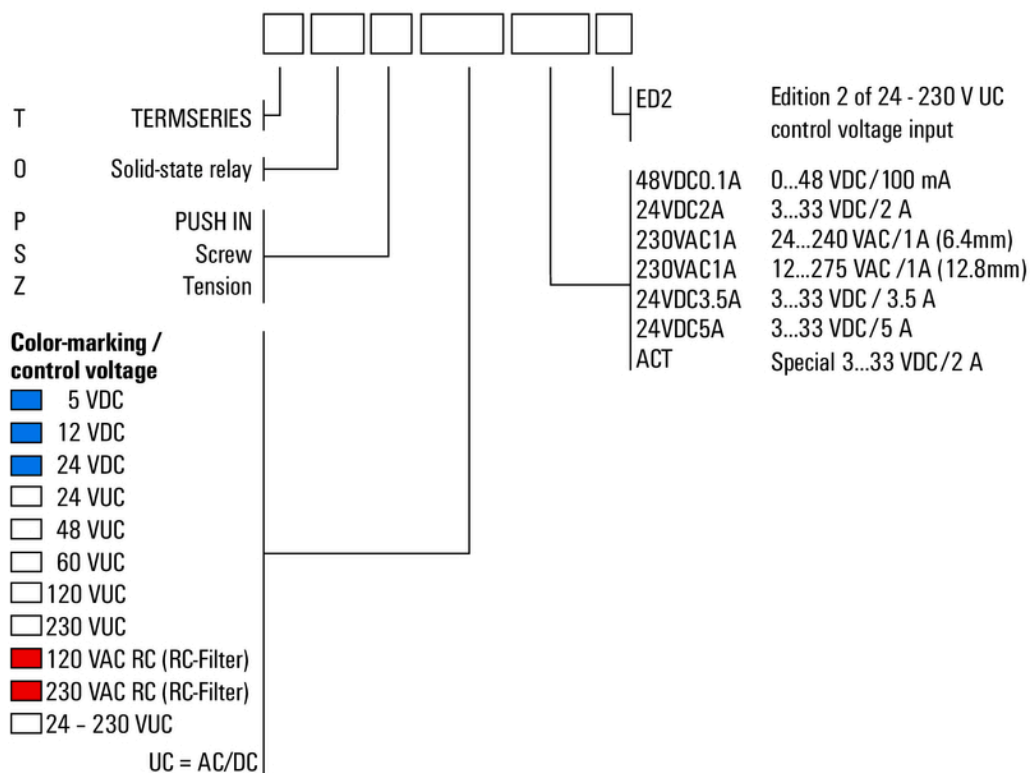 T TERMSERIES
O Solid-state relay
P PUSH IN
S Screw
Z Tension
Color-marking /
control voltage
5 VDC
12 VDC
24 VDC
24 VUC
48 VUC
60 VUC
120 VUC
230 VUC
120 VAC RC (RC-Filter)
230 VAC RC (RC-Filter)
24 – 230 VUC
UC = AC/DC
ED2 Edition 2 of 24 - 230 V UC
control voltage input
48VDC0.1A 0...48 VDC/100 mA
24VDC2A 3...33 VDC/2 A
230VAC1A 24...240 VAC/1A (6.4mm)
230VAC1A 12...275 VAC /1A (12.8mm)
24VDC3.5A 3...33 VDC / 3.5 A
24VDC5A 3...33 VDC/5 A
ACT Special 3...33 VDC/2 A